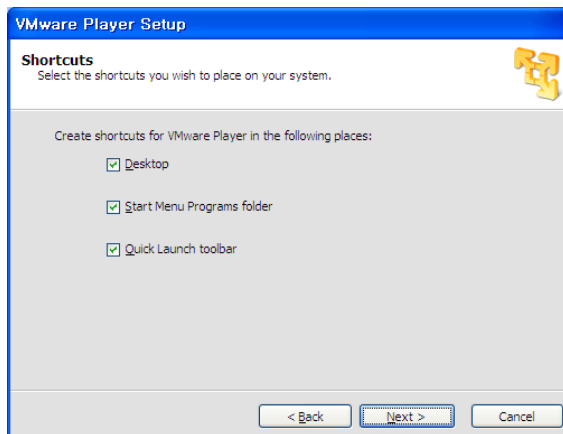 VMware Player Setup
Shortcuts
Select the shortcuts you wish to place on your system.
Create shortcuts for VMware Player in the following places:
Desktop
Start Menu Programs folder
Quick Launch toolbar
< Back
Next >
Cancel